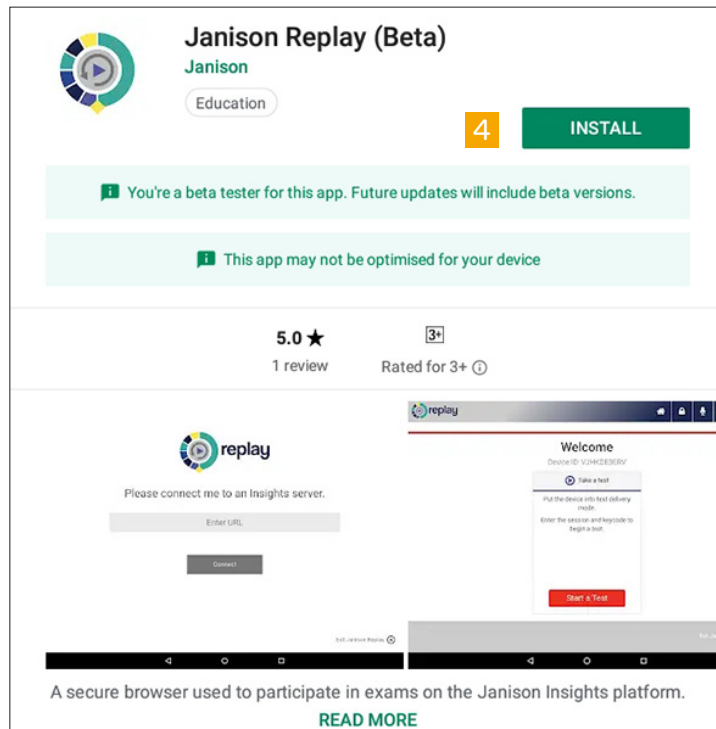 Janison Replay (Beta)
Janison
Education
4
INSTALL
You're a beta tester for this app. Future updates will include beta versions.
This app may not be optimised for your device
5.0 ★
1 review
3+
Rated for 3+
replay
Please connect me to an Insights server.
Enter URL
Connect
Exit Janison Replay
replay
Welcome
Take a test
Put the device into test delivery
mode.
Enter the session and keycode to
begin a test.
Start a Test
A secure browser used to participate in exams on the Janison Insights platform.
READ MORE